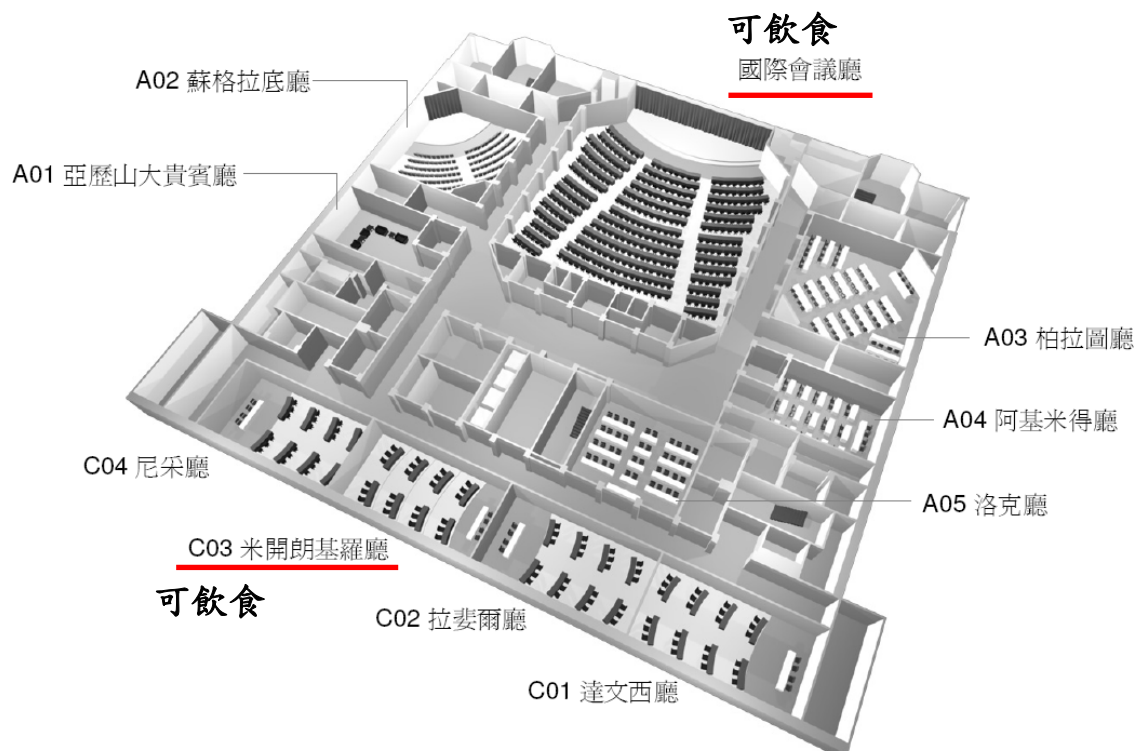 可飲食
國際會議廳
A02 蘇格拉底廳
A01 亞歷山大貴賓廳
A03 柏拉圖廳
A04 阿基米得廳
C04 尼采廳
A05 洛克廳
C03 米開朗基羅廳
可飲食
C02 拉斐爾廳
C01 達文西廳